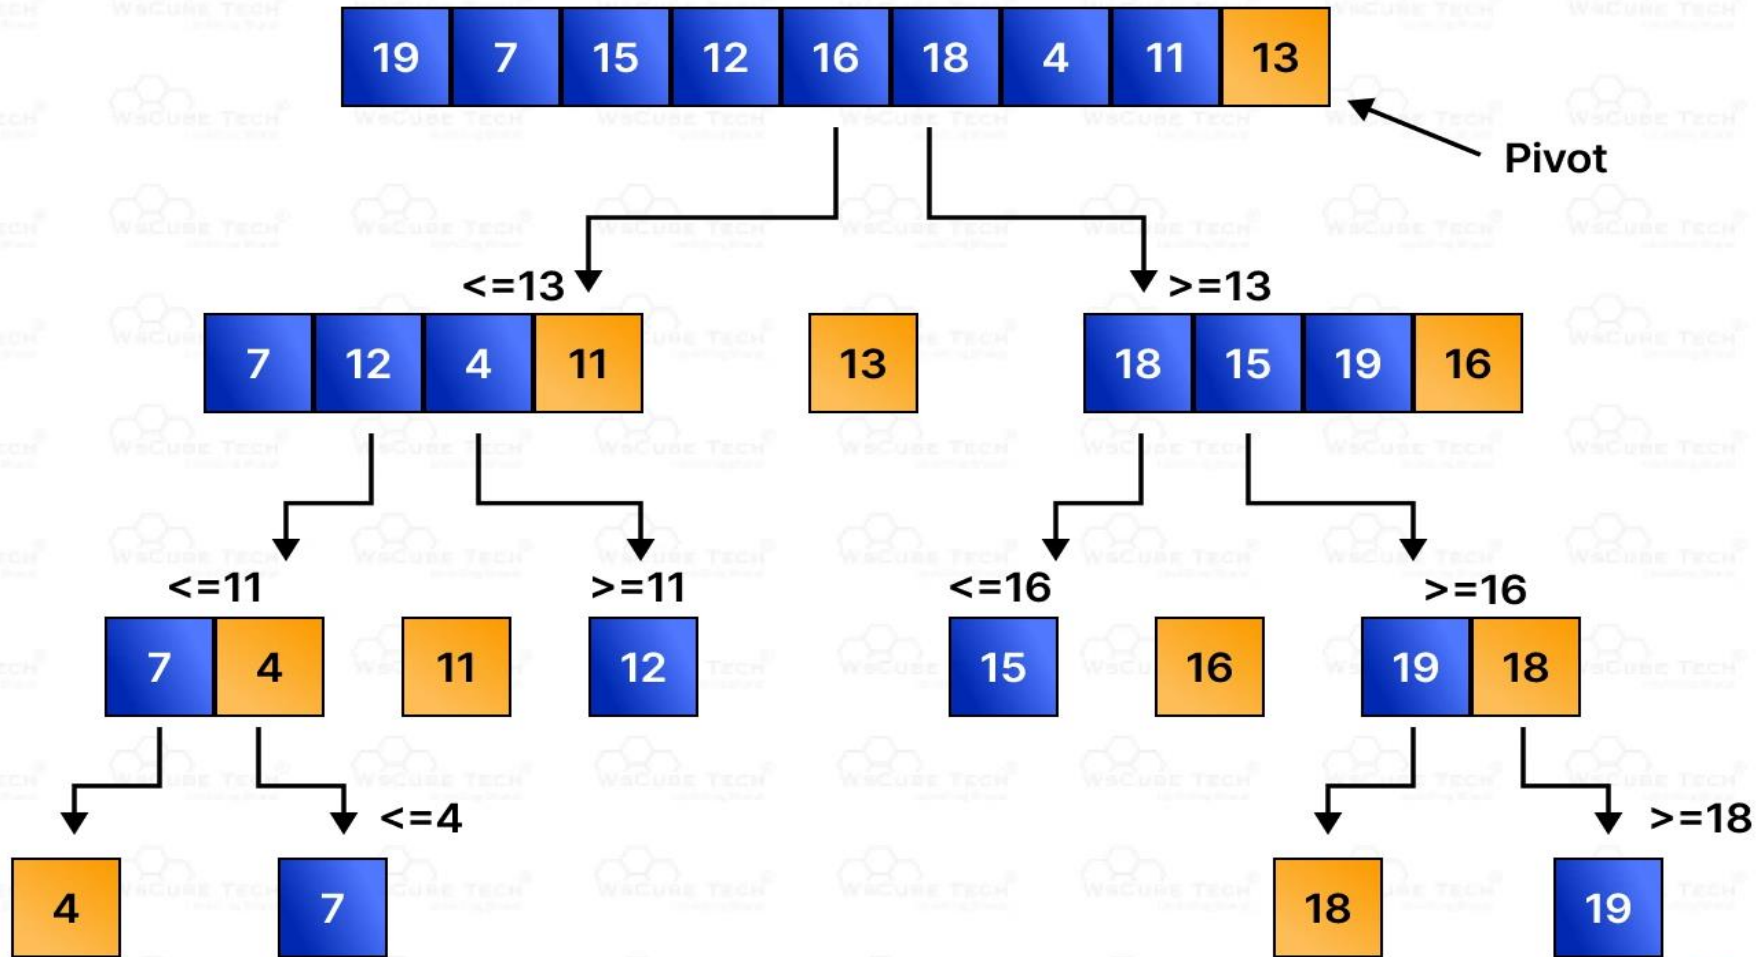 19 7 15 12 16 18 4 11 13
Pivot
<=13 >=13
7 12 4 11 13 18 15 19 16
<=11 >=11 <=16 >=16
7 4 11 12 15 16 19 18
<=4 >=18
4 7 18 19
WsCube Tech